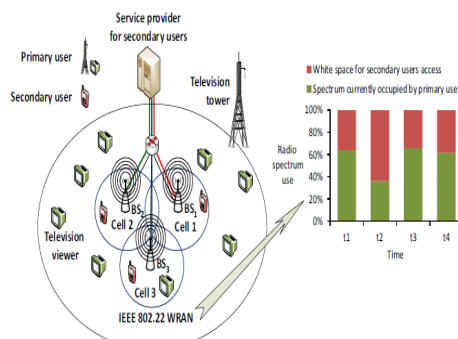 Service provider
for secondary users
Primary user
Secondary user
Television
tower
White space for secondary users access
Spectrum currently occupied by primary use
Radio
spectrum
use
100%
80%
60%
40%
20%
0%
t1
t2
t3
t4
Time
BS
Cell 2
BS1
Cell 1
Television
viewer
BS3
Cell 3
IEEE 802.22 WRAN